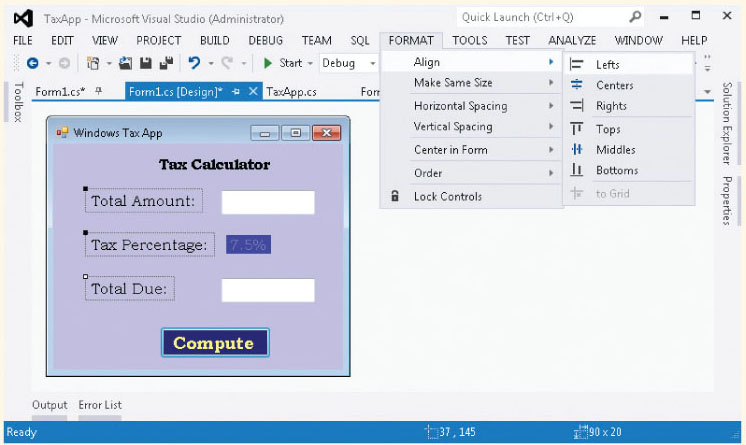 TaxApp - Microsoft Visual Studio (Administrator) Quick Launch (Ctrl+Q)
FILE EDIT VIEW PROJECT BUILD DEBUG TEAM SQL FORMAT TOOLS TEST ANALYZE WINDOW HELP
Start Debug
Form1.cs* Form1.cs [Design]* TaxApp.cs Form
Align
Make Same Size
Horizontal Spacing
Vertical Spacing
Center in Form
Order
Lock Controls
Lefts
Centers
Rights
Tops
Middles
Bottoms
to Grid
Toolbox
Solution Explorer
Properties
Windows Tax App
Tax Calculator
Total Amount:
Tax Percentage: 7.5%
Total Due:
Compute
Output Error List
Ready 37 , 145 90 x 20